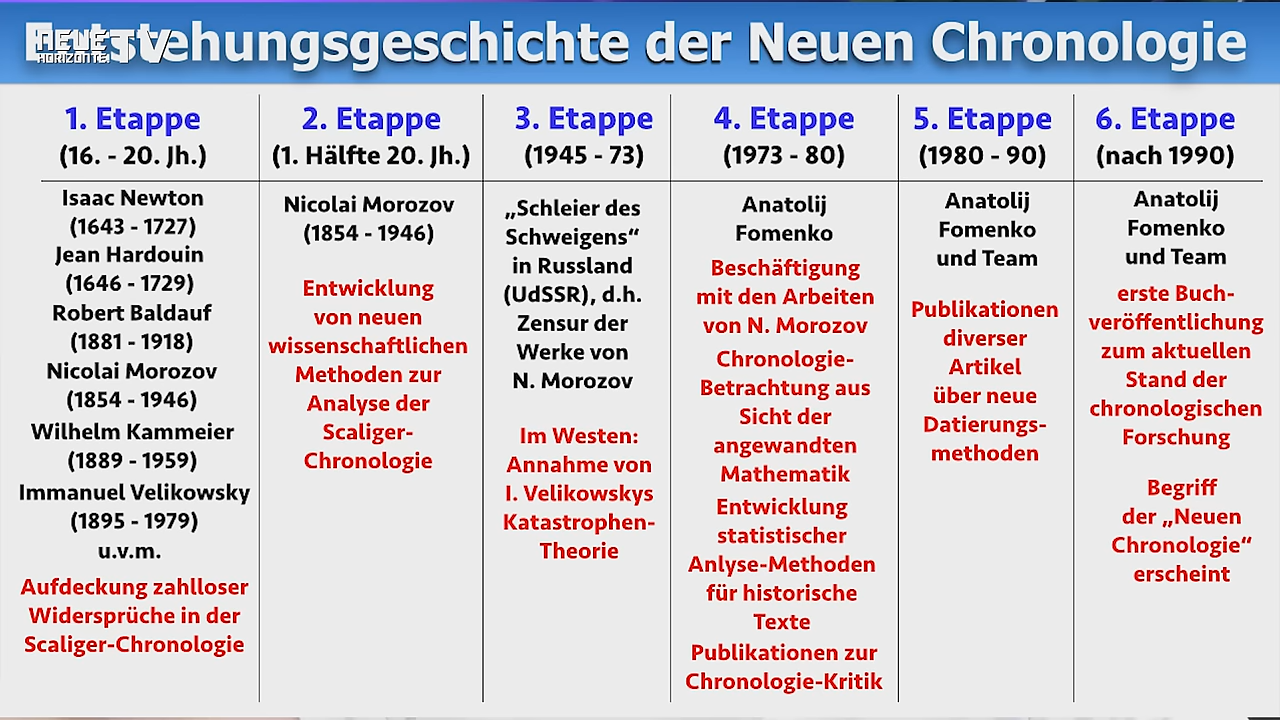 Entstehungsgeschichte der Neuen Chronologie
NEUE
HORIZONTE
TV
1. Etappe
(16. - 20. Jh.)
Isaac Newton
(1643 - 1727)
Jean Hardouin
(1646 - 1729)
Robert Baldauf
(1881 - 1918)
Nicolai Morozov
(1854 - 1946)
Wilhelm Kammeier
(1889 - 1959)
Immanuel Velikowsky
(1895 - 1979)
u.v.m.
Aufdeckung zahlloser
Widersprüche in der
Scaliger-Chronologie
2. Etappe
(1. Hälfte 20. Jh.)
Nicolai Morozov
(1854 - 1946)
Entwicklung
von neuen
wissenschaftlichen
Methoden zur
Analyse der
Scaliger-
Chronologie
3. Etappe
(1945 - 73)
„Schleier des
Schweigens“
in Russland
(UdSSR), d.h.
Zensur der
Werke von
N. Morozov
Im Westen:
Annahme von
I. Velikowskys
Katastrophen-
Theorie
4. Etappe
(1973 - 80)
Anatolij
Fomenko
Beschäftigung
mit den Arbeiten
von N. Morozov
Chronologie-
Betrachtung aus
Sicht der
angewandten
Mathematik
Entwicklung
statistischer
Anlyse-Methoden
für historische
Texte
Publikationen zur
Chronologie-Kritik
5. Etappe
(1980 - 90)
Anatolij
Fomenko
und Team
Publikationen
diverser
Artikel
über neue
Datierungs-
methoden
6. Etappe
(nach 1990)
Anatolij
Fomenko
und Team
erste Buch-
veröffentlichung
zum aktuellen
Stand der
chronologischen
Forschung
Begriff
der „Neuen
Chronologie“
erscheint